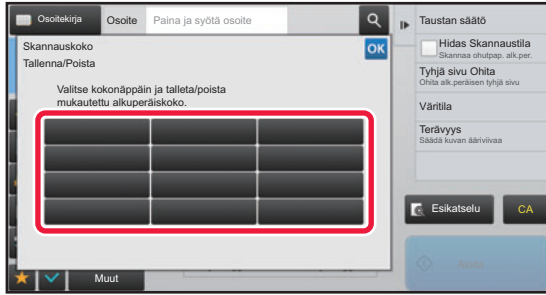 Osoitekirja
Osoite
Paina ja syötä osoite
Skannauskoko
OK
Tallenna/Poista
Valitse kokonäppäin ja talleta/poista
mukautettu alkuperäiskoko.
Muut
Taustan säätö
Hidas Skannaustila
Skannaa ohutpap. alk.per.
Tyhjä sivu Ohita
Ohita alk.peräisen tyhjä sivu
Väritila
Terävyys
Säädä kuvan ääriviivaa
Esikatselu
CA